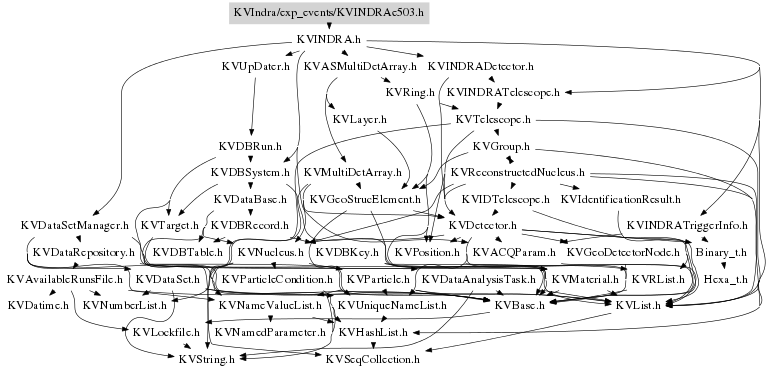 KVIndra/exp_events/KVINDRAe503.h
KVINDRA.h
KVUpDater.h KVASMultiDetArray.h KVINDRADetector.h
KVRing.h KVINDRATelescope.h
KVLayer.h KVTelescope.h
KVDBRun.h KVGroup.h
KVDBSystem.h KVMultiDetArray.h KVReconstructedNucleus.h
KVDataBase.h KVGeoStrucElement.h KVIDTelescope.h KVIdentificationResult.h
KVDataSetManager.h KVTarget.h KVDBRecord.h KVDetector.h KVINDRATriggerInfo.h
KVDataRepository.h KVDBTable.h KVNucleus.h KVDBKey.h KVPosition.h KVACQParam.h KVGeoDetectorNode.h Binary_t.h
KVAvailableRunsFile.h KVDataSet.h KVParticleCondition.h KVParticle.h KVDataAnalysisTask.h KVMaterial.h KVRList.h Hexa_t.h
KVDatime.h KVNumberList.h KVNameValueList.h KVUniqueNameList.h KVBase.h KVList.h
KVLockfile.h KVNamedParameter.h KVHashList.h
KVString.h KVSeqCollection.h